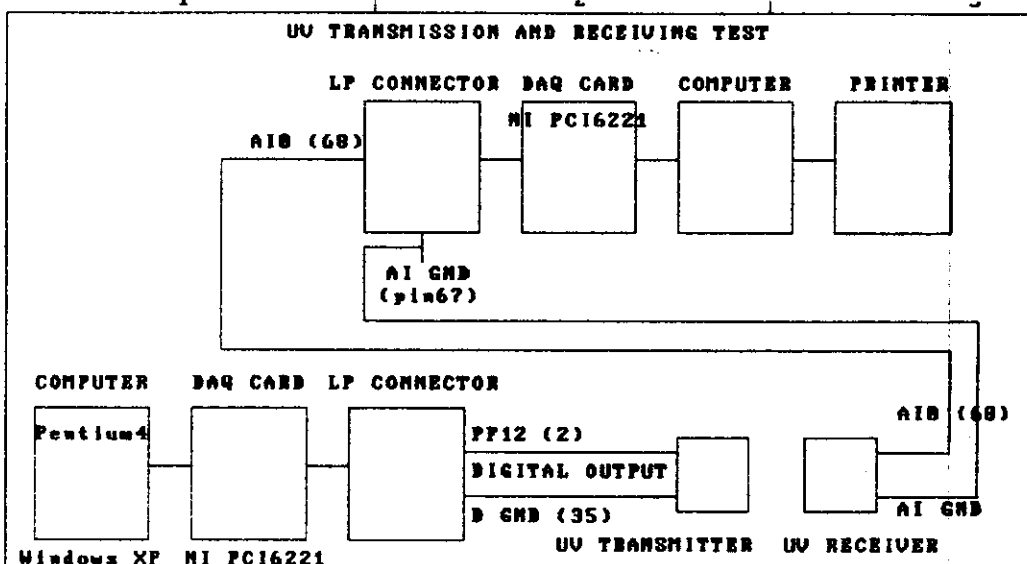 UV TRANSMISSION AND RECEIVING TEST
LP CONNECTOR DAQ CARD COMPUTER PRINTER
NI PCI6221
AI0 (68)
AI GND
(pin67)
COMPUTER DAQ CARD LP CONNECTOR
Pentium4
AI0 (68)
PF12 (2)
DIGITAL OUTPUT
D GND (35)
AI GND
UV TRANSMITTER UV RECEIVER
Windows XP NI PCI6221